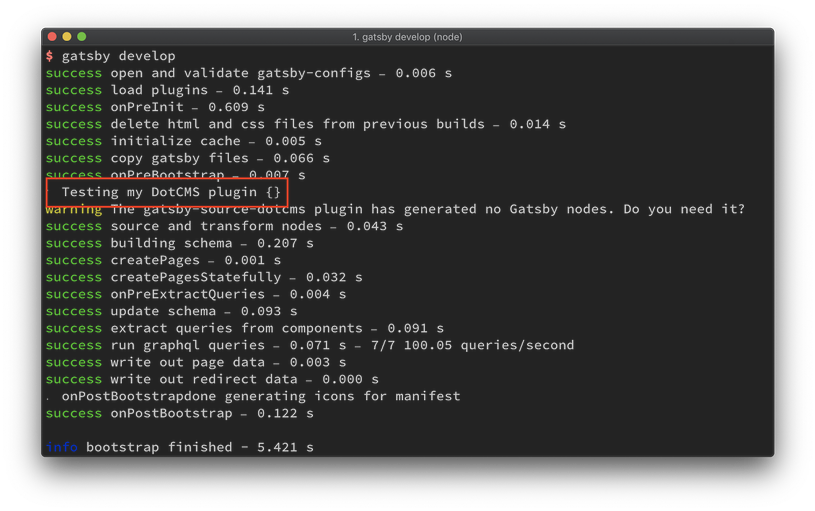 1. gatsby develop (node)
$ gatsby develop
success open and validate gatsby-configs — 0.006 s
success load plugins — 0.141 s
success onPreInit — 0.609 s
success delete html and css files from previous builds — 0.014 s
success initialize cache — 0.005 s
success copy gatsby files — 0.066 s
success onPreBootstrap — 0.007 s
Testing my DotCMS plugin {}
warning The gatsby-source-dotcms plugin has generated no Gatsby nodes. Do you need it?
success source and transform nodes — 0.043 s
success building schema — 0.207 s
success createPages — 0.001 s
success createPagesStatefully — 0.032 s
success onPreExtractQueries — 0.004 s
success update schema — 0.093 s
success extract queries from components — 0.091 s
success run graphql queries — 0.071 s — 7/7 100.05 queries/second
success write out page data — 0.003 s
success write out redirect data — 0.000 s
. onPostBootstrapdone generating icons for manifest
success onPostBootstrap — 0.122 s
info bootstrap finished - 5.421 s